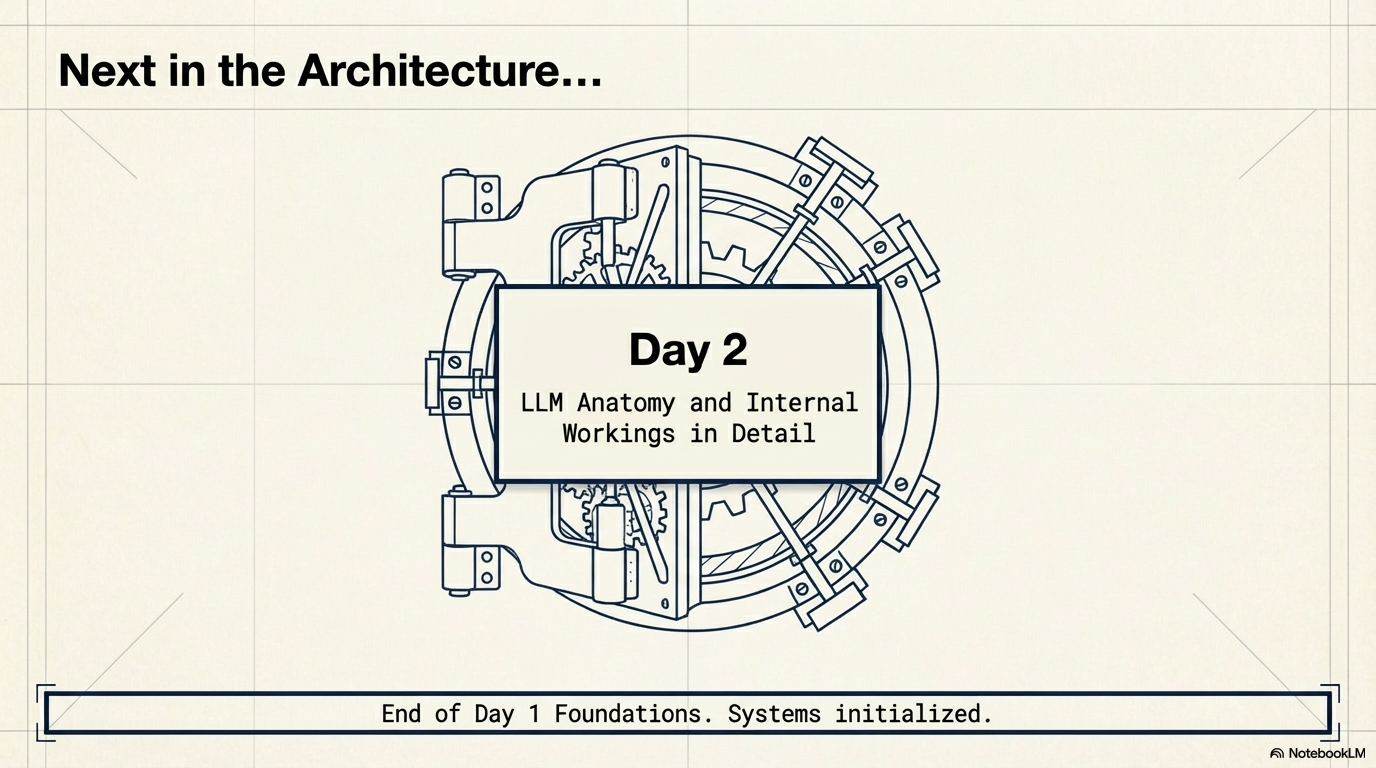 Next in the Architecture...
Day 2
LLM Anatomy and Internal
Workings in Detail
End of Day 1 Foundations. Systems initialized.
NotebookLM